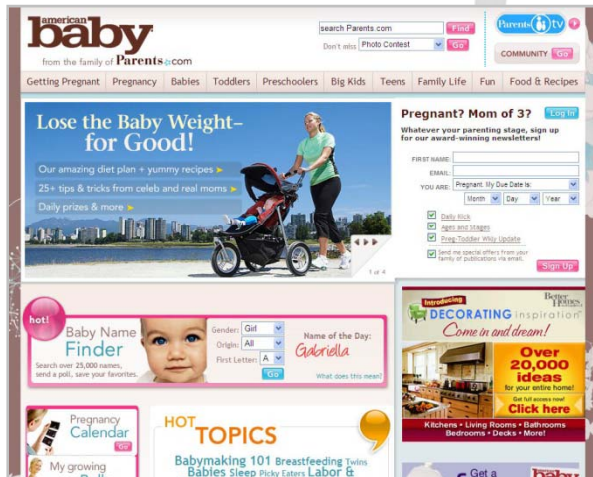 american
baby
from the family of Parents.com
search Parents.com
Find
Don't miss Photo Contest
Go
Parents tv
COMMUNITY Go
Getting Pregnant Pregnancy Babies Toddlers Preschoolers Big Kids Teens Family Life Fun Food & Recipes
Lose the Baby Weight–
for Good!
Our amazing diet plan + yummy recipes
25+ tips & tricks from celeb and real moms
Daily prizes & more
1 of 4
Pregnant? Mom of 3? Log In
Whatever your parenting stage, sign up
for our award-winning newsletters!
FIRST NAME:
EMAIL:
YOU ARE: Pregnant. My Due Date Is:
Month Day Year
Daily Kick
Ages and Stages
Preg-Toddler Wkly Update
Send me special offers from your
family of publications via email.
Sign Up
hot!
Baby Name
Finder
Search over 25,000 names,
send a poll, save your favorites.
Gender: Girl
Origin: All
First Letter: A
Go
Name of the Day:
Gabriella
What does this mean?
Introducing
Better
Homes
DECORATING inspiration
Come in and dream!
Over
20,000
ideas
for your entire home!
Get full access now!
Click here
Kitchens • Living Rooms • Bathrooms
Bedrooms • Decks • More!
Pregnancy
Calendar
Go
My growing
HOT
TOPICS
Babymaking 101 Breastfeeding Twins
Babies Sleep Picky Eaters Labor &
Get a
baby